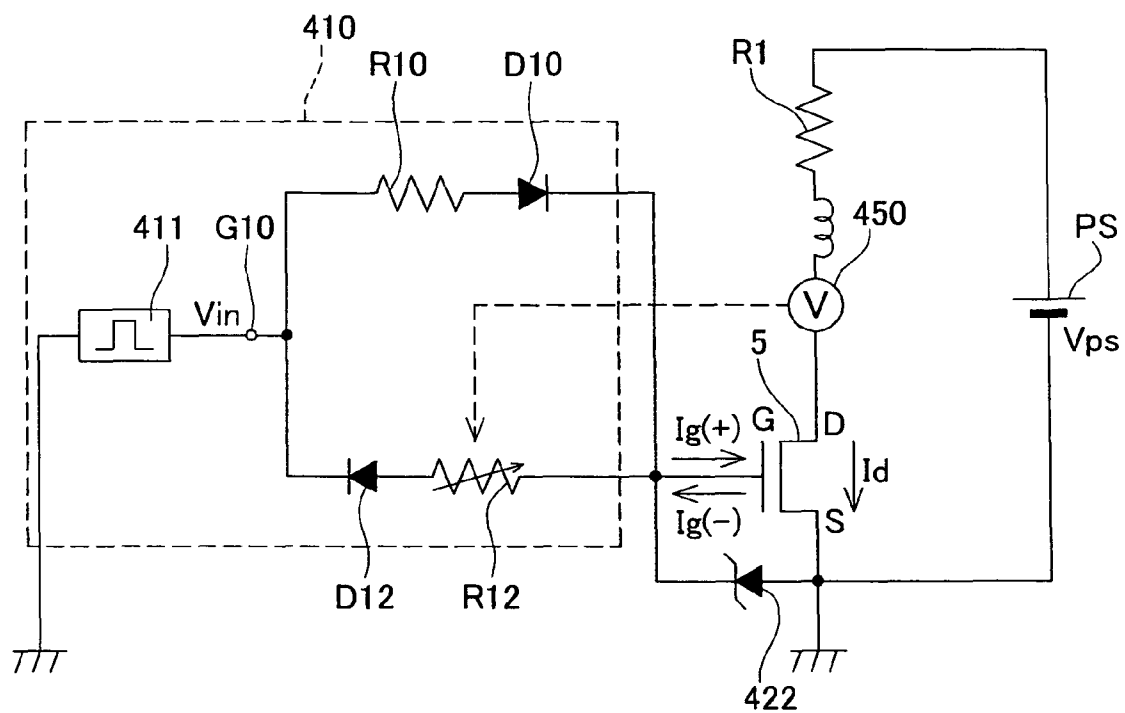 410
R10
D10
R1
411
G10
450
PS
Vin
V
Vps
5
G
D
Ig(+)
Id
Ig(-)
S
D12
R12
422